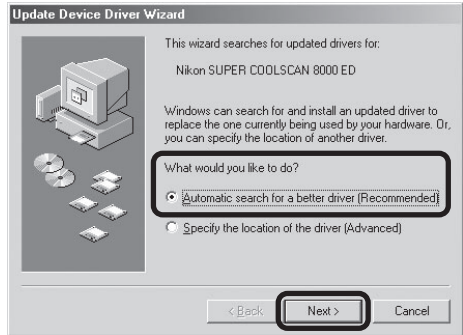 Update Device Driver Wizard
This wizard searches for updated drivers for:
Nikon SUPER COOLSCAN 8000 ED
Windows can search for and install an updated driver to
replace the one currently being used by your hardware. Or,
you can specify the location of another driver.
What would you like to do?
Automatic search for a better driver (Recommended)
Specify the location of the driver (Advanced)
< Back
Next >
Cancel